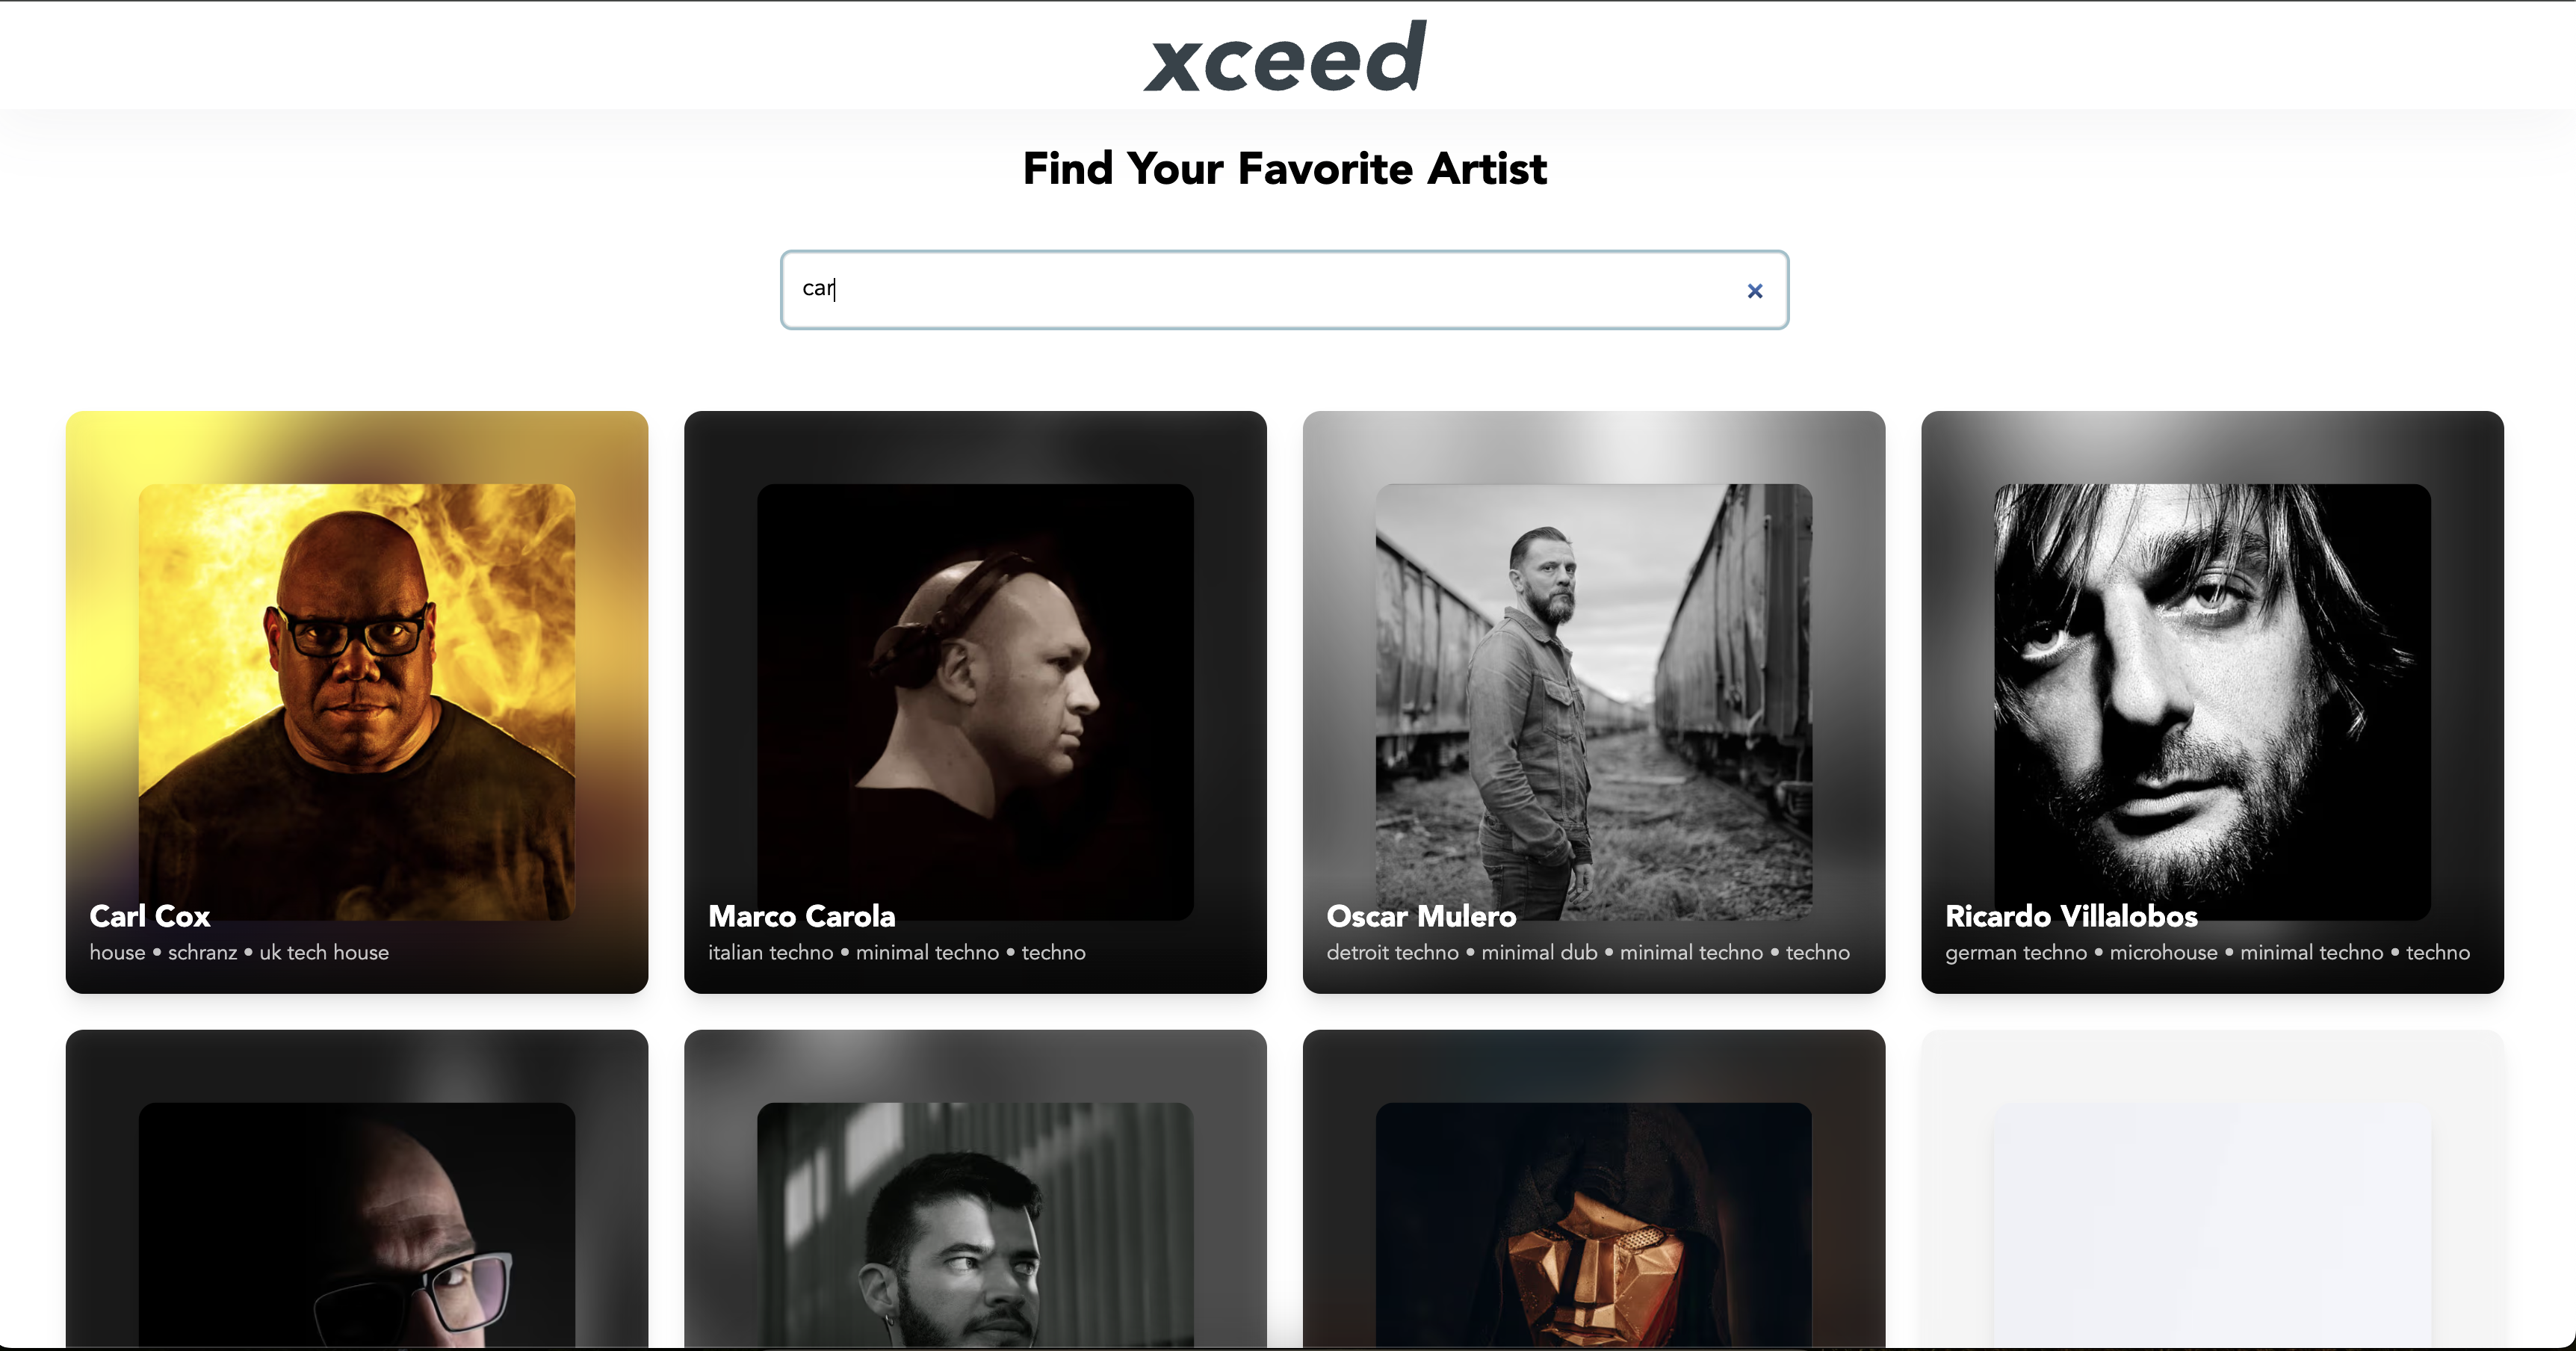 xceed
Find Your Favorite Artist
car
Carl Cox
house • schranz • uk tech house
Marco Carola
italian techno • minimal techno • techno
Oscar Mulero
detroit techno • minimal dub • minimal techno • techno
Ricardo Villalobos
german techno • microhouse • minimal techno • techno